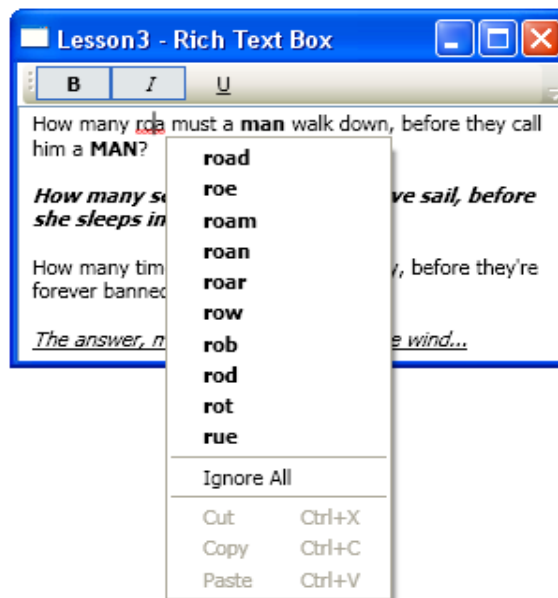 Lesson3 - Rich Text Box
B I U
How many roa must a man walk down, before they call
him a MAN?
road
roe
How many ve sail, before
she sleeps in
roam
roan
How many tim , before they're
roar
forever banned
row
rob
The answer, wind...
rod
rot
rue
Ignore All
Cut Ctrl+X
Copy Ctrl+C
Paste Ctrl+V